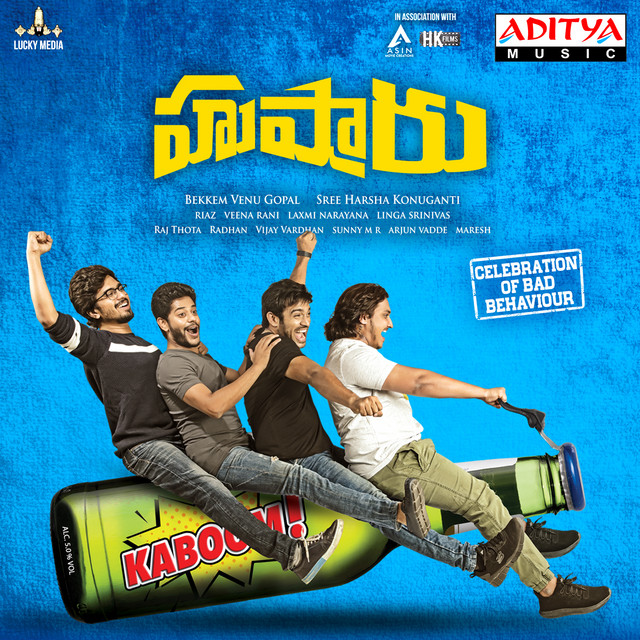 LUCKY MEDIA
IN ASSOCIATION WITH
ASIN
MOVIE CREATIONS
HK FILMS
ADITYA
MUSIC
హుషారు
BEKKEM VENU GOPAL SREE HARSHA KONUGANTI
RIAZ VEENA RANI LAXMI NARAYANA LINGA SRINIVAS
RAJ THOTA RADHAN VIJAY VARDHAN SUNNY M R ARJUN VADDE MARESH
CELEBRATION
OF BAD
BEHAVIOUR
KABOOM!
ALC. 5.0% VOL